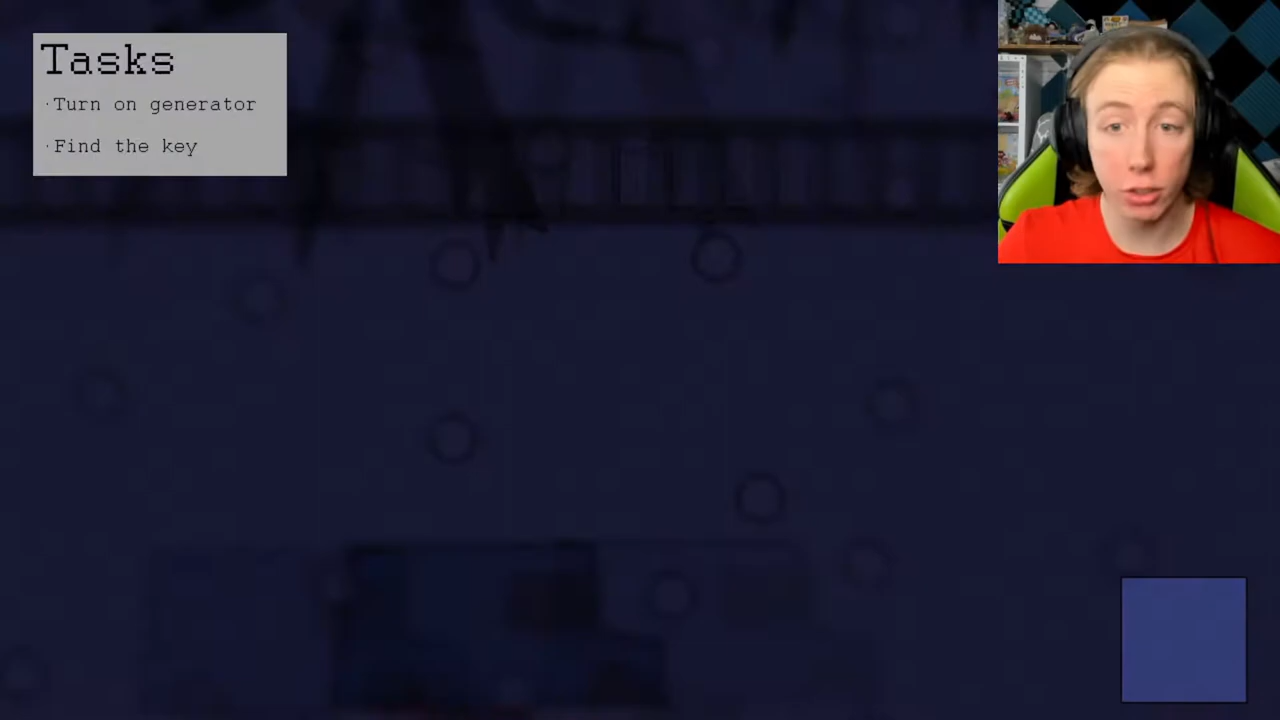 Tasks
·Turn on generator
·Find the key